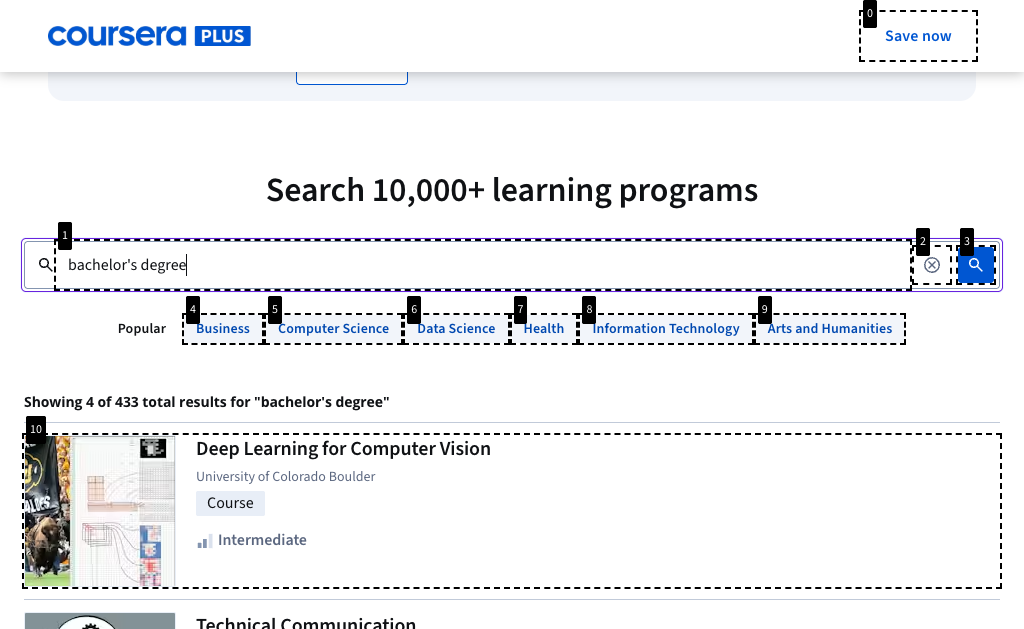 coursera PLUS
0
Save now
Search 10,000+ learning programs
1
bachelor's degree
2
3
Popular
4
Business
5
Computer Science
6
Data Science
7
Health
8
Information Technology
9
Arts and Humanities
Showing 4 of 433 total results for "bachelor's degree"
10
Deep Learning for Computer Vision
University of Colorado Boulder
Course
Intermediate
Technical Communication